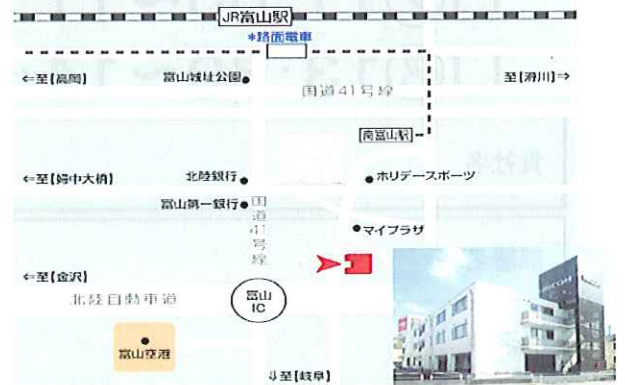 JR富山駅
*路面電車
⇐至【高岡】
富山城址公園
国道41号線
至【滑川】⇒
南富山駅
⇐至【婦中大橋】
北陸銀行
ホリデースポーツ
富山第一銀行
国道41号線
マイプラザ
⇐至【金沢】
北陸自動車道
富山
IC
富山空港
⇓至【岐阜】